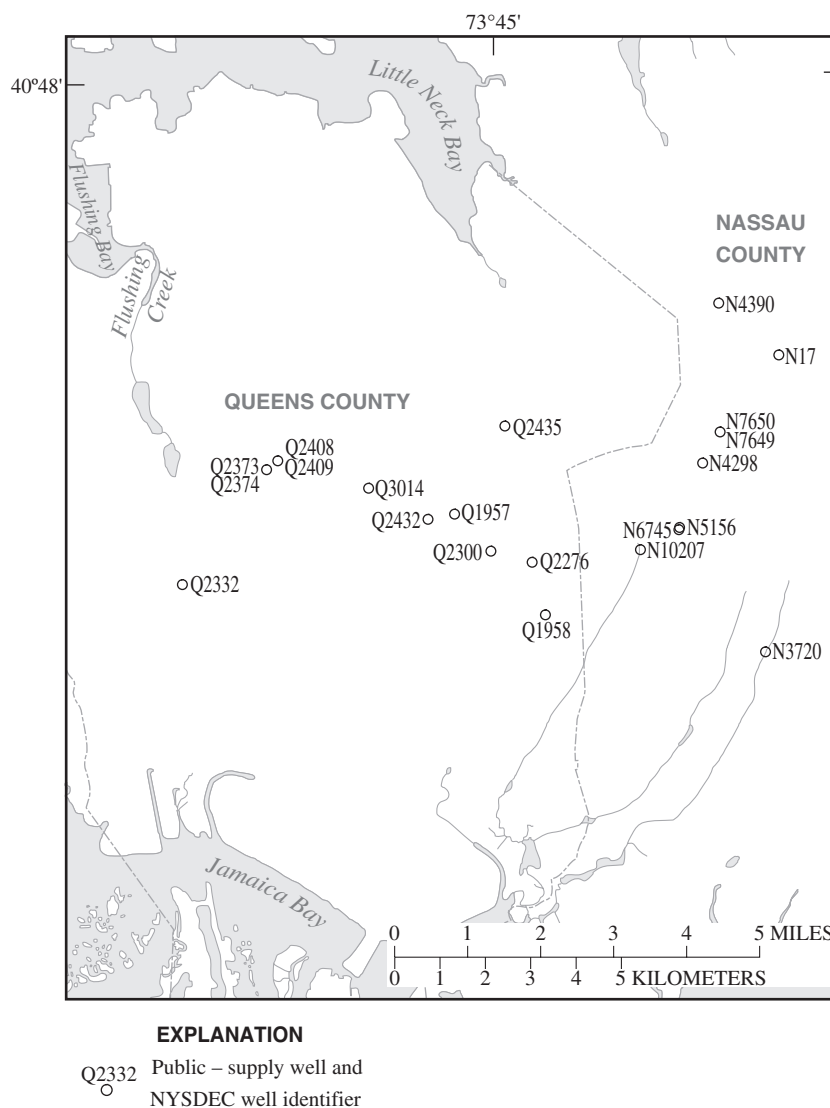 73°45'
40°48'
Little Neck Bay
Flushing Bay
Flushing
Creek
NASSAU
COUNTY
N4390
N17
QUEENS COUNTY
Q2435
N7650
N7649
Q2408
Q2373
Q2409
Q2374
N4298
Q3014
Q1957
Q2432
N6745
N5156
Q2300
N10207
Q2276
Q2332
Q1958
N3720
Jamaica Bay
0 1 2 3 4 5 MILES
0 1 2 3 4 5 KILOMETERS
EXPLANATION
Q2332
Public – supply well and
NYSDEC well identifier